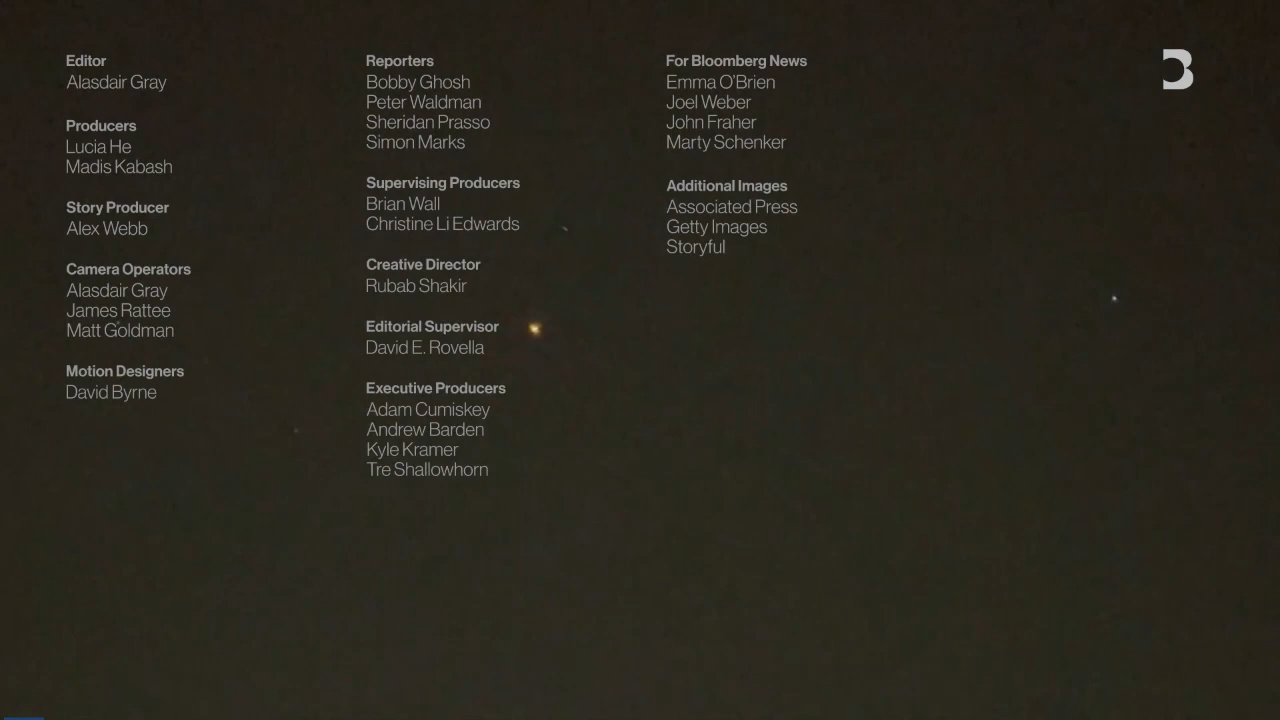 Editor
Alasdair Gray
Producers
Lucia He
Madis Kabash
Story Producer
Alex Webb
Camera Operators
Alasdair Gray
James Rattee
Matt Goldman
Motion Designers
David Byrne
Reporters
Bobby Ghosh
Peter Waldman
Sheridan Prasso
Simon Marks
Supervising Producers
Brian Wall
Christine Li Edwards
Creative Director
Rubab Shakir
Editorial Supervisor
David E. Rovella
Executive Producers
Adam Cumiskey
Andrew Barden
Kyle Kramer
Tre Shallowhorn
For Bloomberg News
Emma O'Brien
Joel Weber
John Fraher
Marty Schenker
Additional Images
Associated Press
Getty Images
Storyful